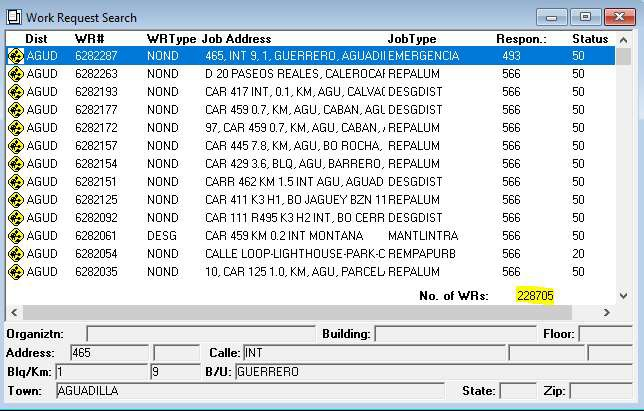 Work Request Search
Dist WR# WRType Job Address JobType Respon.: Status
AGUD 6282287 NOND 465, INT 9, 1, GUERRERO, AGUADII EMERGENCIA 493 50
AGUD 6282263 NOND D 20 PASEOS REALES, CALEROCAI REPALUM 566 50
AGUD 6282193 NOND CAR 417 INT, 0.1, KM, AGU, CALVAC DESGDIST 566 50
AGUD 6282177 NOND CAR 459 0.7, KM, AGU, CABAN, AGU DESGDIST 566 50
AGUD 6282172 NOND 97, CAR 459 0.7, KM, AGU, CABAN, REPALUM 566 50
AGUD 6282157 NOND CAR 445 7.8, KM, AGU, BO ROCHA, REPALUM 566 50
AGUD 6282154 NOND CAR 429 3.6, BLQ, AGU, BARRERO, REPALUM 566 50
AGUD 6282151 NOND CARR 462 KM 1.5 INT AGU, AGUAD DESGDIST 566 50
AGUD 6282125 NOND CAR 411 K3 H1, BO JAGUEY BZN 11 REPALUM 566 50
AGUD 6282092 NOND CAR 111 R495 K3 H2 INT, BO CERR DESGDIST 566 50
AGUD 6282061 DESG CAR 459 KM 0.2 INT MONTANA MANTLINTRA 566 50
AGUD 6282054 NOND CALLE LOOP-LIGHTHOUSE-PARK-C REMPAPURB 566 20
AGUD 6282035 NOND 10, CAR 125 1.0, KM, AGU, PARCEL REPALUM 566 50
No. of WRs: 228705
Organiztn: Building: Floor:
Address: 465 Calle: INT
Blq/Km: 1 9 B/U: GUERRERO
Town: AGUADILLA State: Zip: